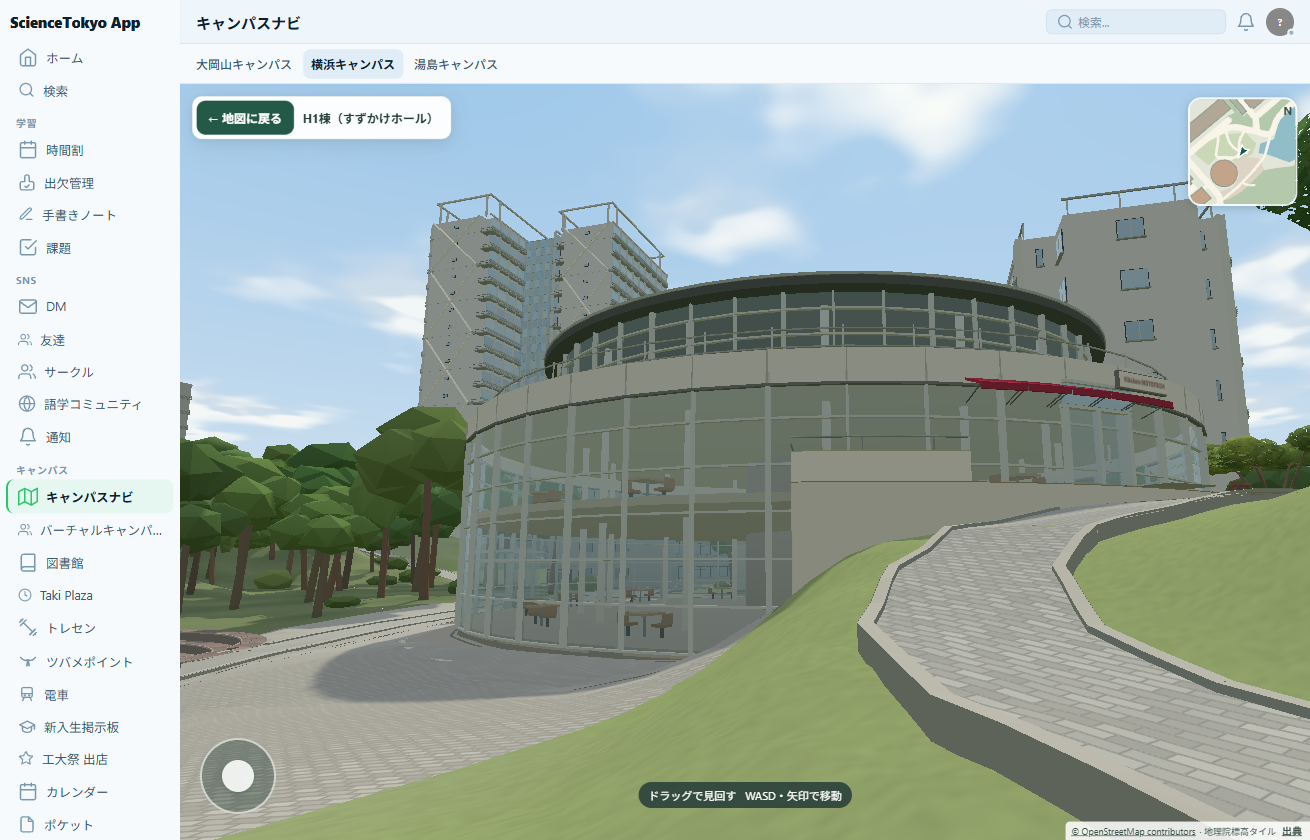 ScienceTokyo App
ホーム
検索
学習
時間割
出欠管理
手書きノート
課題
SNS
DM
友達
サークル
語学コミュニティ
通知
キャンパス
キャンパスナビ
バーチャルキャンパ...
図書館
Taki Plaza
トレセン
ツバメポイント
電車
新入生掲示板
工大祭 出店
カレンダー
ポケット
キャンパスナビ
検索...
?
大岡山キャンパス 横浜キャンパス 湯島キャンパス
← 地図に戻る H1棟（すずかけホール）
N
ドラッグで見回す WASD・矢印で移動
© OpenStreetMap contributors · 地理院標高タイル 出典